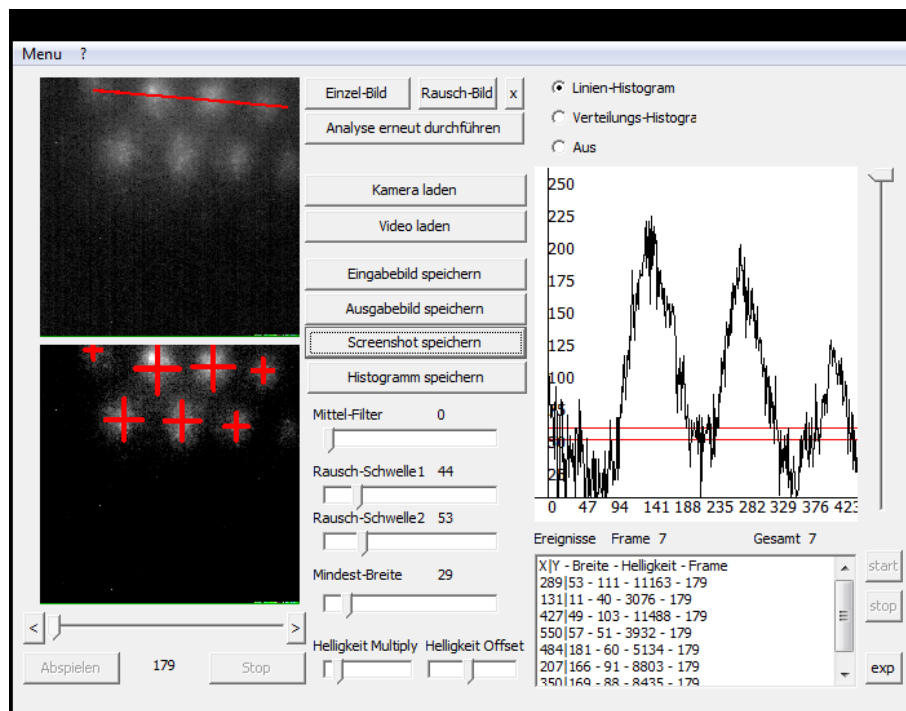 Menu ?
Einzel-Bild Rausch-Bild x
Analyse erneut durchführen
Kamera laden
Video laden
Eingabebild speichern
Ausgabebild speichern
Screenshot speichern
Histogramm speichern
Mittel-Filter 0
Rausch-Schwelle1 44
Rausch-Schwelle2 53
Mindest-Breite 29
Helligkeit Multiply Helligkeit Offset
< >
Abspielen 179 Stop
Linien-Histogram
Verteilungs-Histogra
Aus
250
225
200
175
150
125
100
75
50
25
0 47 94 141 188 235 282 329 376 423
Ereignisse Frame 7 Gesamt 7
X|Y - Breite - Helligkeit - Frame
289|53 - 111 - 11163 - 179
131|11 - 40 - 3076 - 179
427|49 - 103 - 11488 - 179
550|57 - 51 - 3932 - 179
484|181 - 60 - 5134 - 179
207|166 - 91 - 8803 - 179
350|169 - 88 - 8435 - 179
start
stop
exp